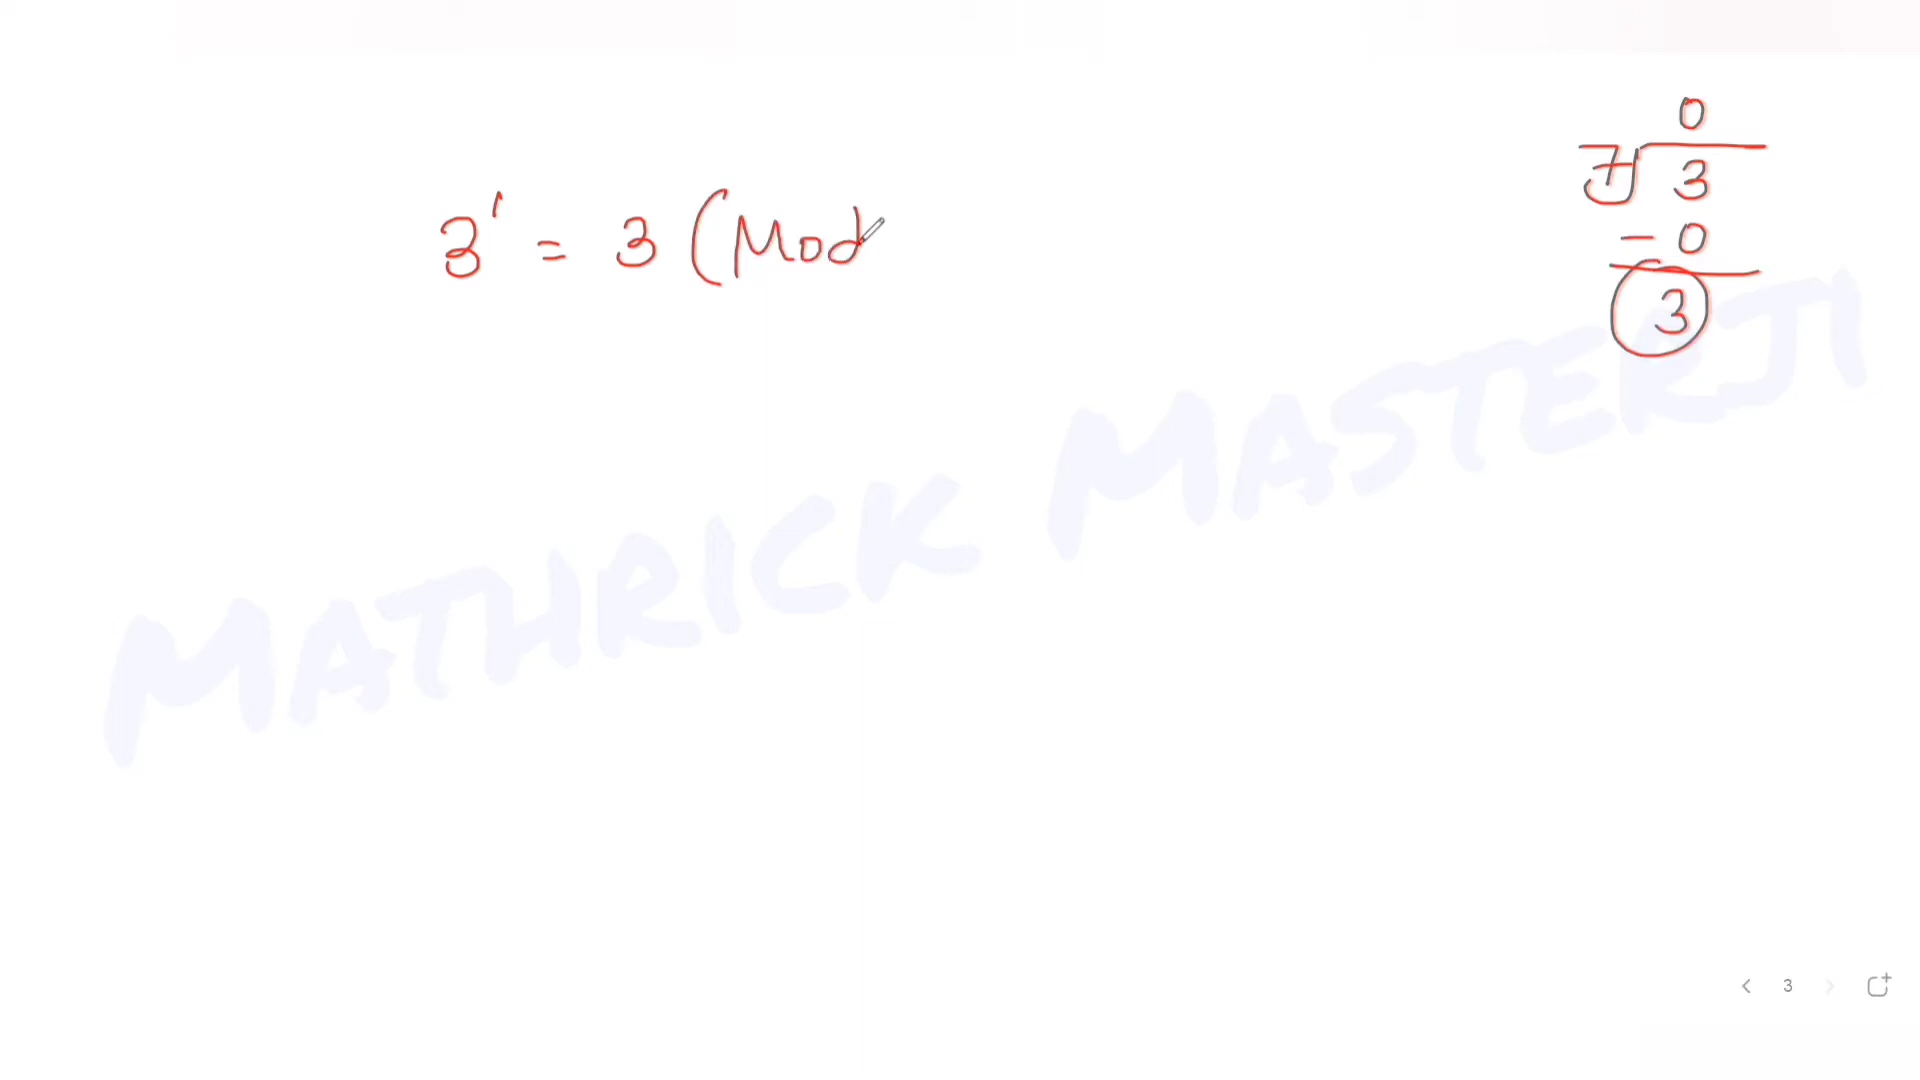 3¹ = 3 (Mod
0
7 3
- 0
3
MATHRICK MASTERJI
< 3 >